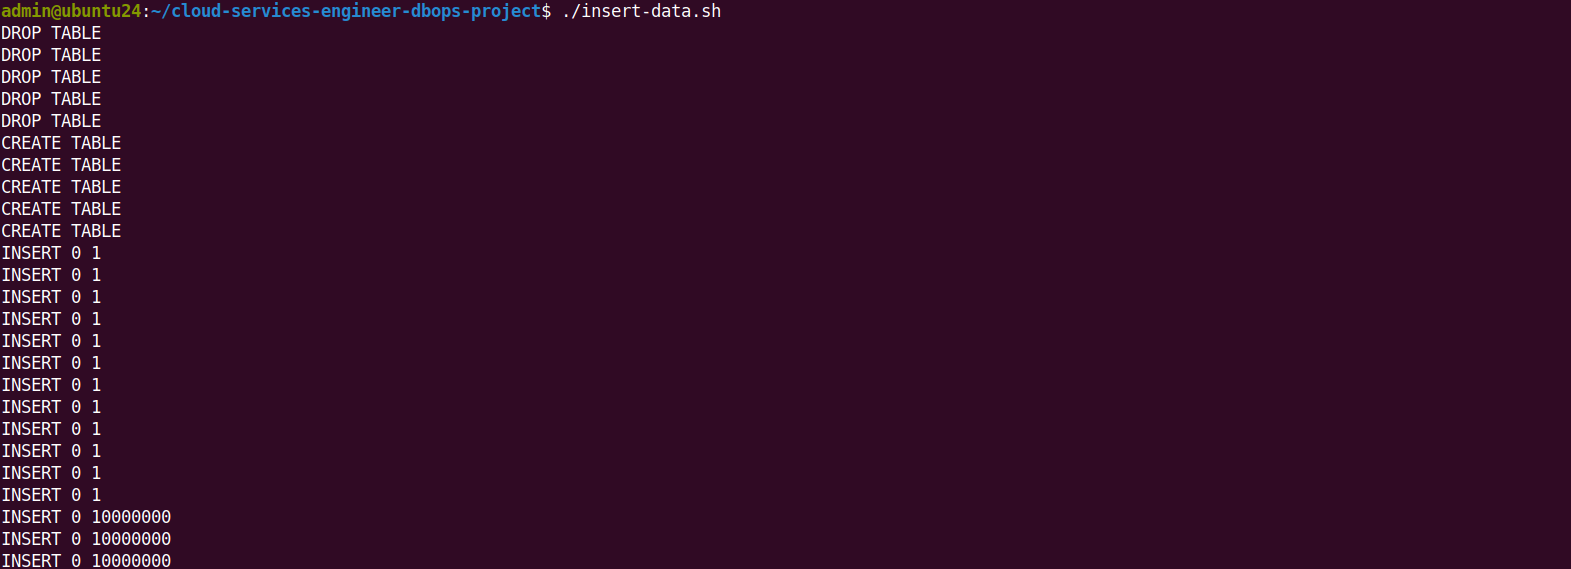 admin@ubuntu24:~/cloud-services-engineer-dbops-project$ ./insert-data.sh
DROP TABLE
DROP TABLE
DROP TABLE
DROP TABLE
DROP TABLE
CREATE TABLE
CREATE TABLE
CREATE TABLE
CREATE TABLE
CREATE TABLE
INSERT 0 1
INSERT 0 1
INSERT 0 1
INSERT 0 1
INSERT 0 1
INSERT 0 1
INSERT 0 1
INSERT 0 1
INSERT 0 1
INSERT 0 1
INSERT 0 1
INSERT 0 1
INSERT 0 10000000
INSERT 0 10000000
INSERT 0 10000000